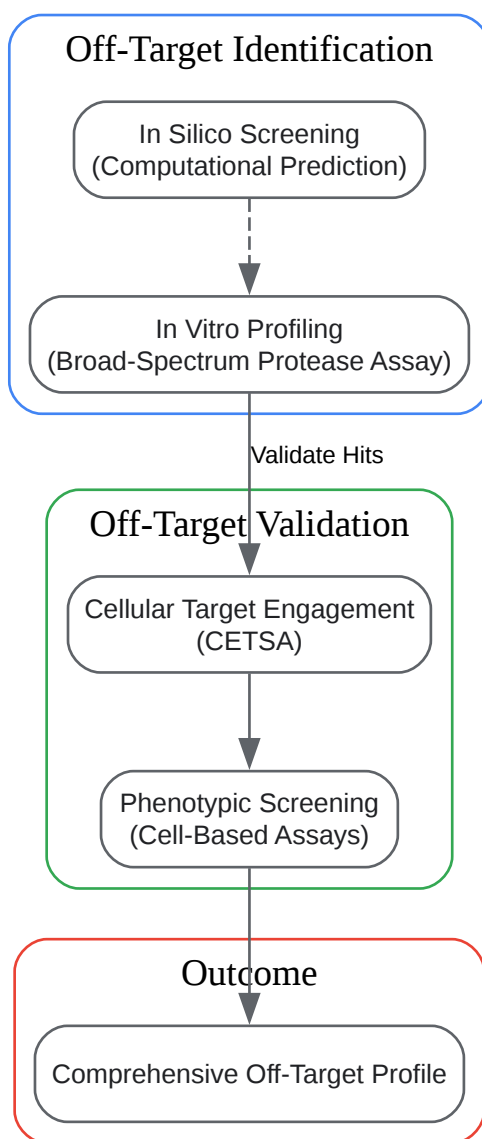 Off-Target Identification
In Silico Screening
(Computational Prediction)
In Vitro Profiling
(Broad-Spectrum Protease Assay)
Validate Hits
Off-Target Validation
Cellular Target Engagement
(CETSA)
Phenotypic Screening
(Cell-Based Assays)
Outcome
Comprehensive Off-Target Profile